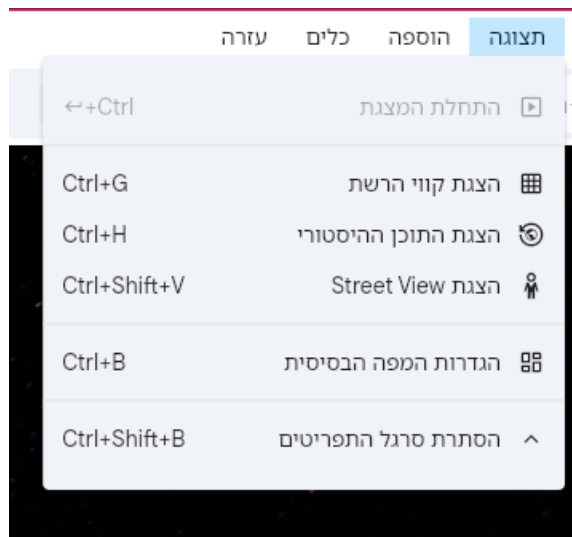 תצוגה הוספה כלים עזרה
התחלת המצגת Ctrl+↵
הצגת קווי הרשת Ctrl+G
הצגת התוכן ההיסטורי Ctrl+H
הצגת Street View Ctrl+Shift+V
הגדרות המפה הבסיסית Ctrl+B
הסתרת סרגל התפריטים Ctrl+Shift+B